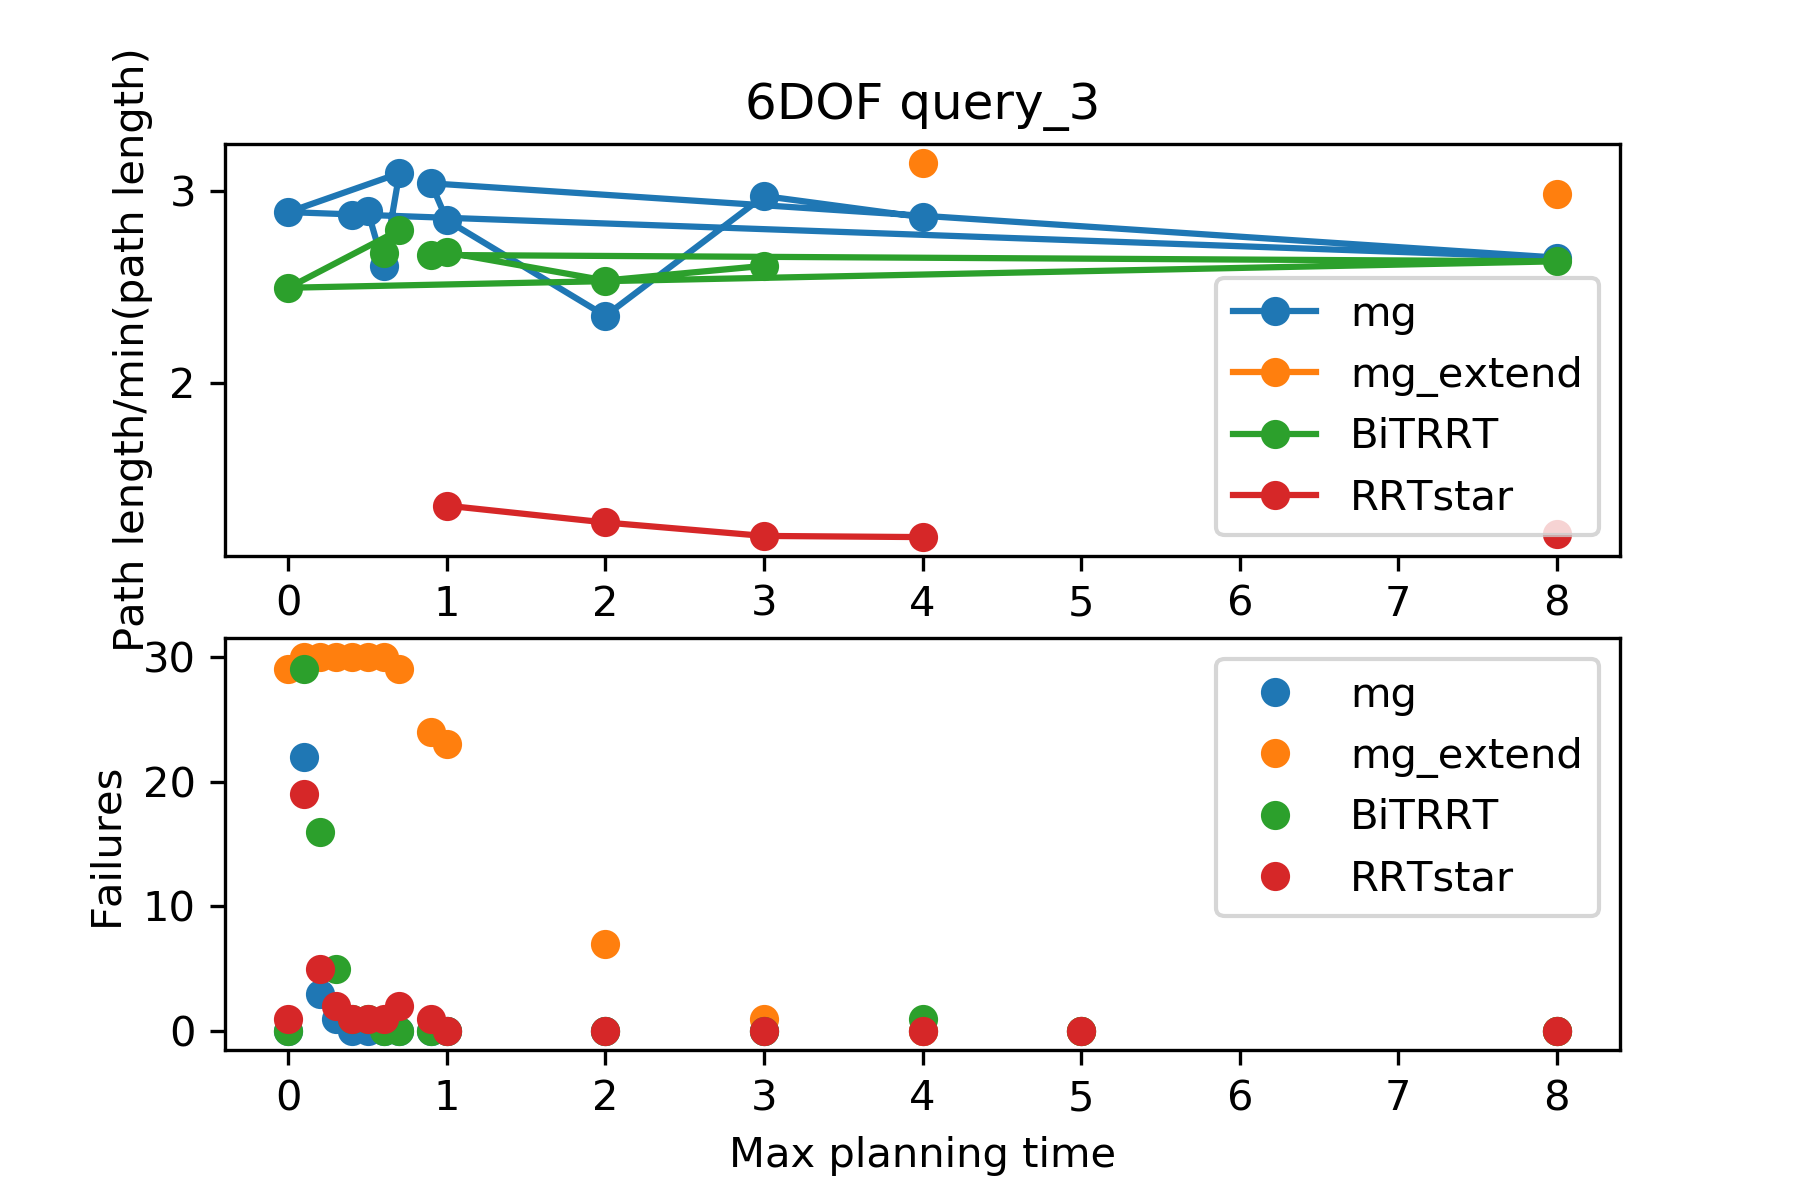 6DOF query_3
Path length/min(path length)
3
2
mg
mg_extend
BiTRRT
RRTstar
0 1 2 3 4 5 6 7 8
Failures
30
20
10
0
mg
mg_extend
BiTRRT
RRTstar
0 1 2 3 4 5 6 7 8
Max planning time